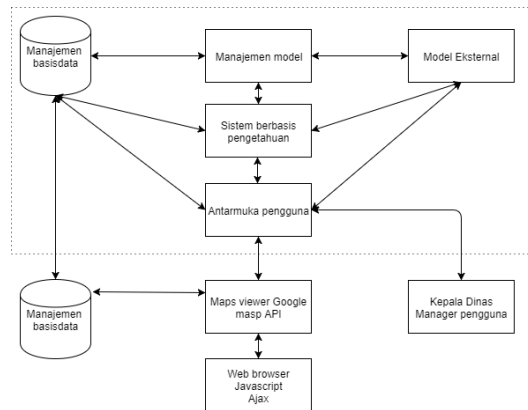 Manajemen
basisdata
Manajemen model
Model Eksternal
Sistem berbasis
pengetahuan
Antarmuka pengguna
Manajemen
basisdata
Maps viewer Google
masp API
Kepala Dinas
Manager pengguna
Web browser
Javascript
Ajax